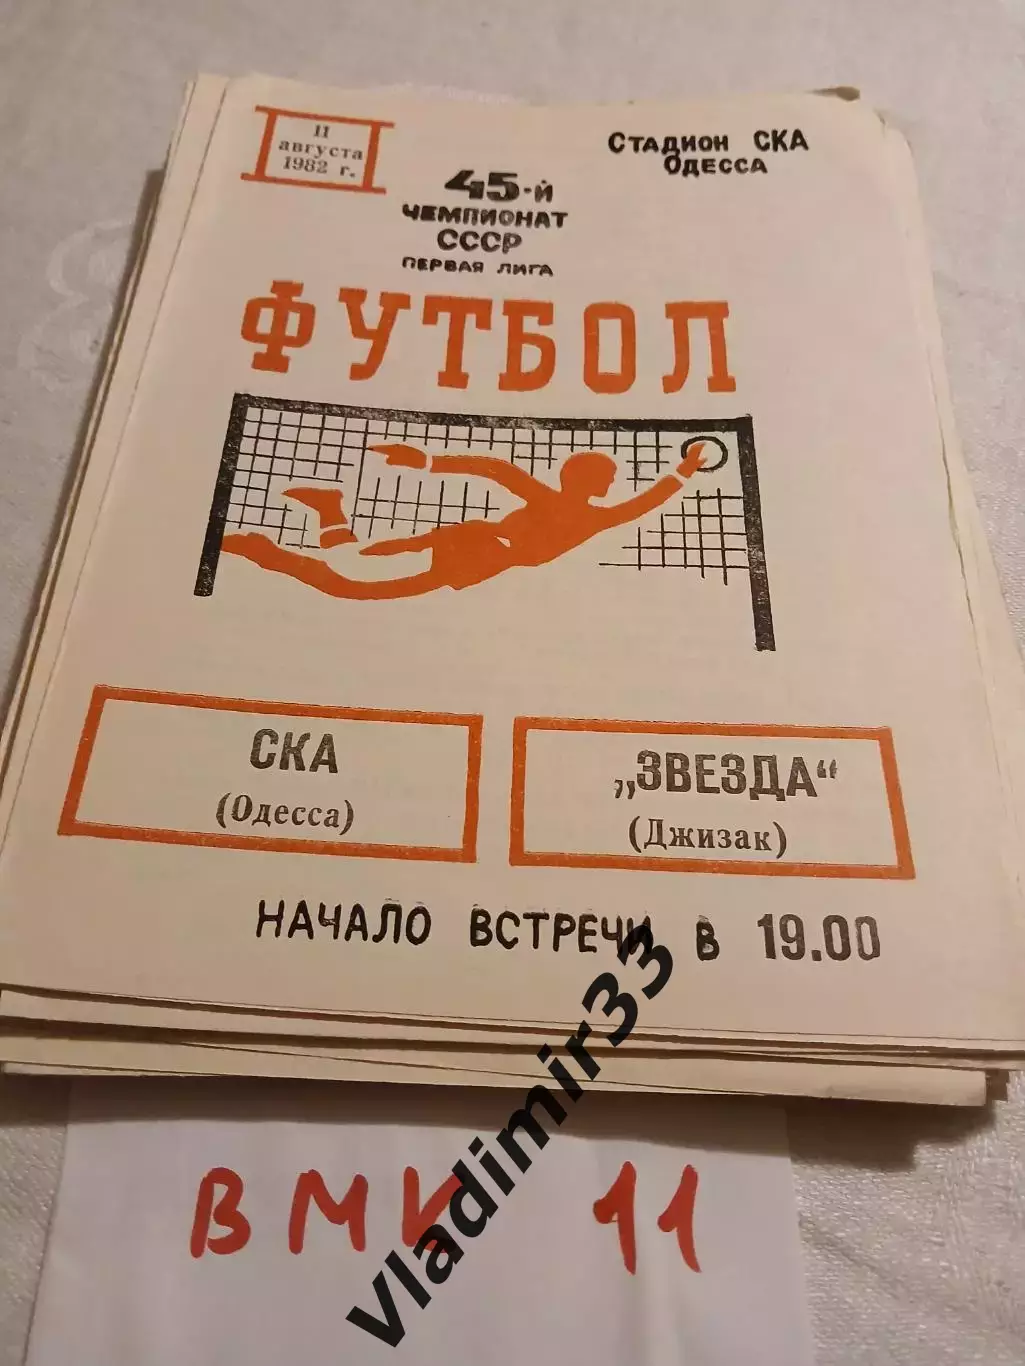 11
августа
1982 г.
Стадион СКА
Одесса
45-й
ЧЕМПИОНАТ
СССР
ПЕРВАЯ ЛИГА
ФУТБОЛ
СКА
(Одесса)
„ЗВЕЗДА“
(Джизак)
НАЧАЛО ВСТРЕЧИ В 19.00
ВМК 11
vladimir33